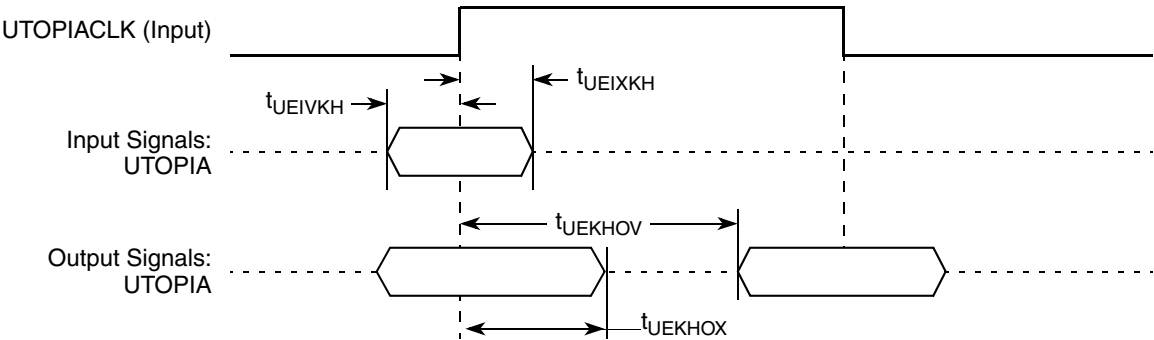 UTOPIACLK (Input)
tUEIXKH
tUEIVKH
Input Signals:
UTOPIA
tUEKHOV
Output Signals:
UTOPIA
tUEKHOX